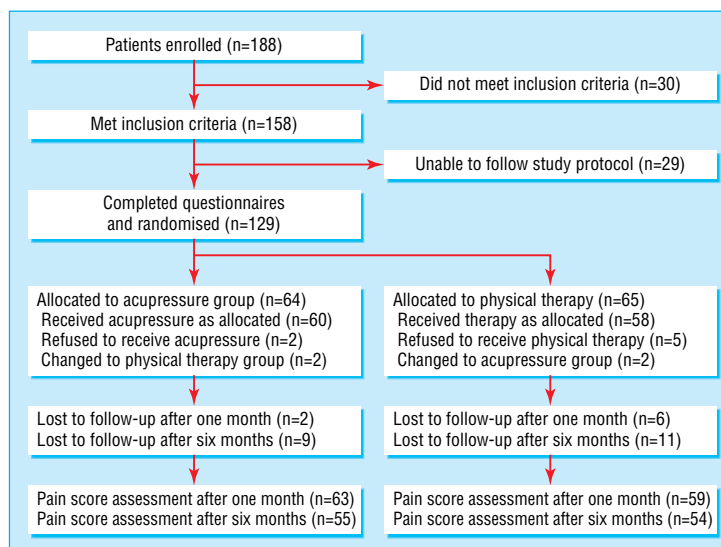 Patients enrolled (n=188)
Did not meet inclusion criteria (n=30)
Met inclusion criteria (n=158)
Unable to follow study protocol (n=29)
Completed questionnaires
and randomised (n=129)
Allocated to acupressure group (n=64)
Received acupressure as allocated (n=60)
Refused to receive acupressure (n=2)
Changed to physical therapy group (n=2)
Allocated to physical therapy (n=65)
Received therapy as allocated (n=58)
Refused to receive physical therapy (n=5)
Changed to acupressure group (n=2)
Lost to follow-up after one month (n=2)
Lost to follow-up after six months (n=9)
Lost to follow-up after one month (n=6)
Lost to follow-up after six months (n=11)
Pain score assessment after one month (n=63)
Pain score assessment after six months (n=55)
Pain score assessment after one month (n=59)
Pain score assessment after six months (n=54)